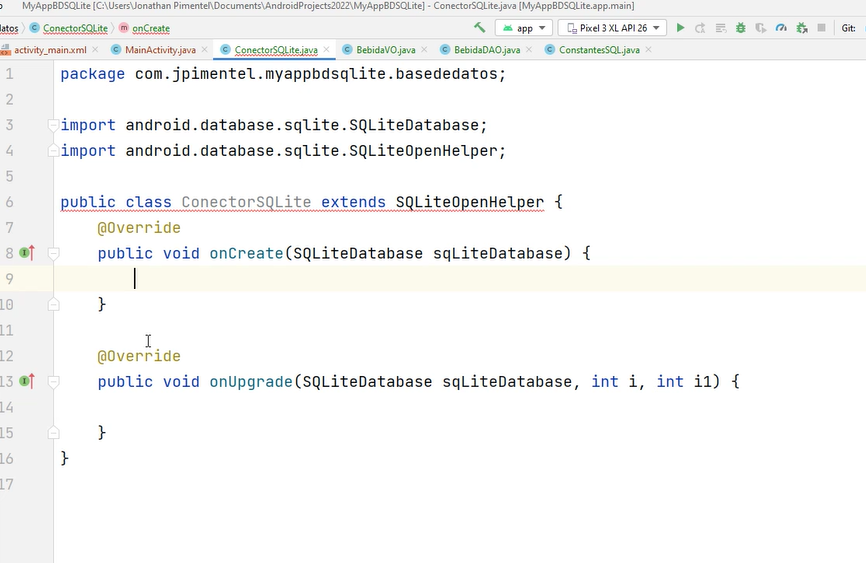 MyAppBDSQLite [C:\Users\Jonathan Pimentel\Documents\AndroidProjects2022\MyAppBDSQLite] - ConectorSQLite.java [MyAppBDSQLite.app.main]
datos ConectorSQLite onCreate app Pixel 3 XL API 26 Git:
activity_main.xml MainActivity.java ConectorSQLite.java BebidaVO.java BebidaDAO.java ConstantesSQL.java
1 package com.jpimentel.myappbdsqlite.basededatos;
2
3 import android.database.sqlite.SQLiteDatabase;
4 import android.database.sqlite.SQLiteOpenHelper;
5
6 public class ConectorSQLite extends SQLiteOpenHelper {
7 @Override
8 public void onCreate(SQLiteDatabase sqLiteDatabase) {
9
10 }
11
12 @Override
13 public void onUpgrade(SQLiteDatabase sqLiteDatabase, int i, int i1) {
14
15 }
16 }
17